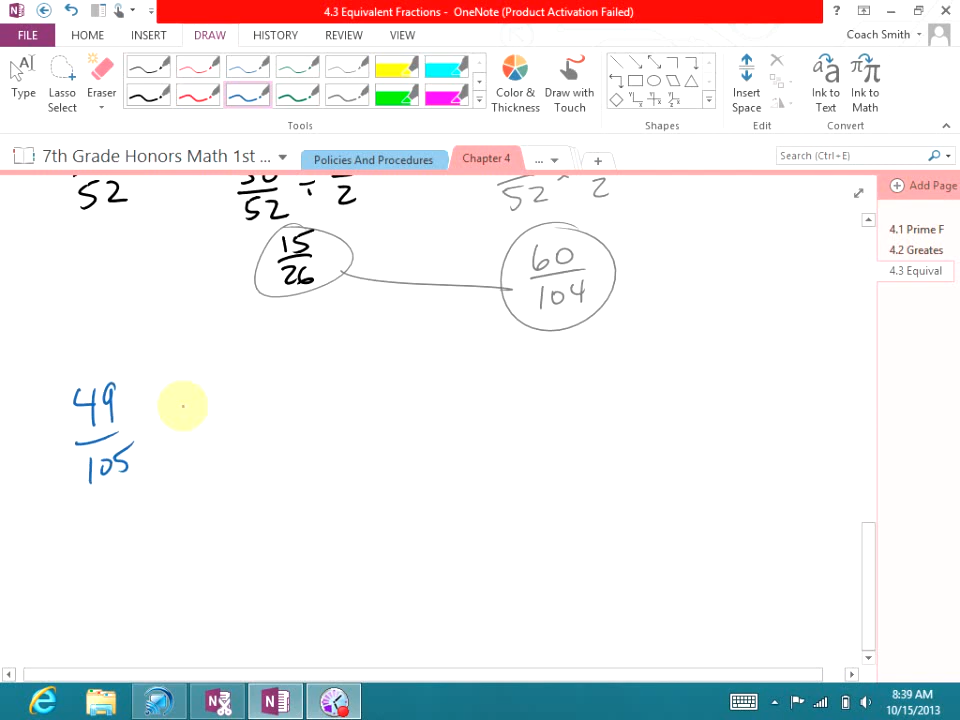 4.3 Equivalent Fractions - OneNote (Product Activation Failed)
FILE HOME INSERT DRAW HISTORY REVIEW VIEW
Coach Smith
Type
Lasso Select
Eraser
Color & Thickness
Draw with Touch
Insert Space
Ink to Text
Ink to Math
Tools
Shapes
Edit
Convert
7th Grade Honors Math 1st ...
Policies And Procedures
Chapter 4
...
Search (Ctrl+E)
Add Page
4.1 Prime F
4.2 Greates
4.3 Equival
52
52 ÷ 2
52 2
15
26
60
104
49
105
8:39 AM
10/15/2013